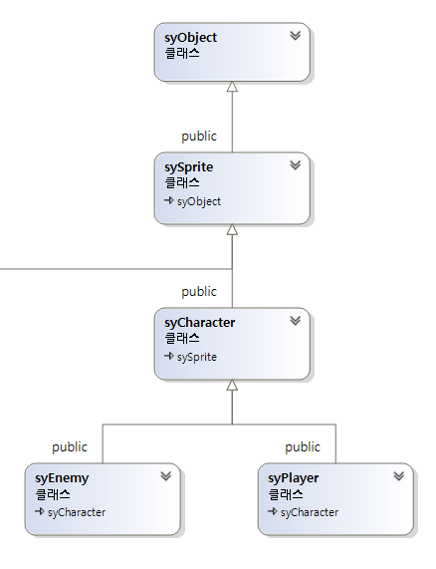 syObject
클래스
public
sySprite
클래스
syObject
public
syCharacter
클래스
sySprite
public
public
syEnemy
클래스
syCharacter
syPlayer
클래스
syCharacter